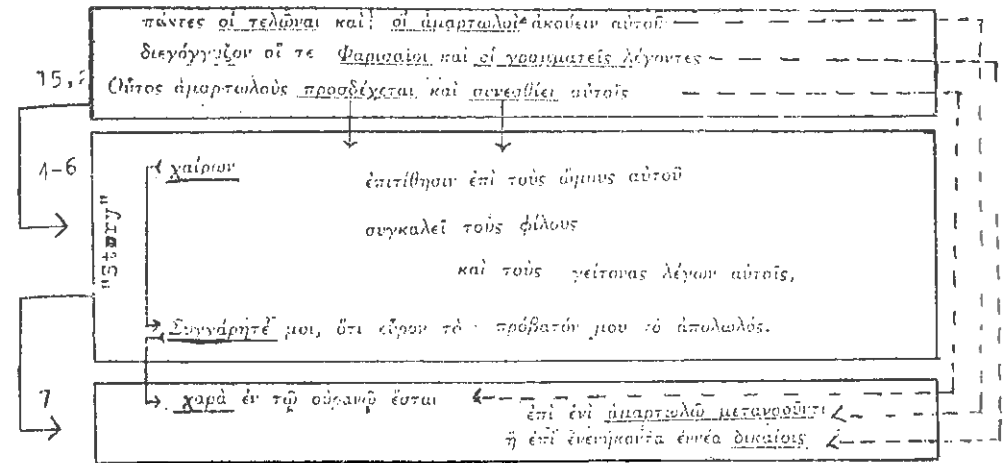 πάντες οἱ τελῶναι καὶ οἱ ἁμαρτωλοὶ ἀκούειν αὐτοῦ
διεγόγγυζον οἵ τε Φαρισαῖοι καὶ οἱ γραμματεῖς λέγοντες
15,2
Οὗτος ἁμαρτωλοὺς προσδέχεται καὶ συνεσθίει αὐτοῖς
4-6
"Story"
χαίρων
ἐπιτίθησιν ἐπὶ τοὺς ὤμους αὐτοῦ
συγκαλεῖ τοὺς φίλους
καὶ τοὺς γείτονας λέγων αὐτοῖς,
Συγχάρητέ μοι, ὅτι εὗρον τὸ πρόβατόν μου τὸ ἀπολωλός.
7
χαρὰ ἐν τῷ οὐρανῷ ἔσται
ἐπὶ ἑνὶ ἁμαρτωλῷ μετανοοῦντι
ἢ ἐπὶ ἐνενήκοντα ἐννέα δικαίοις